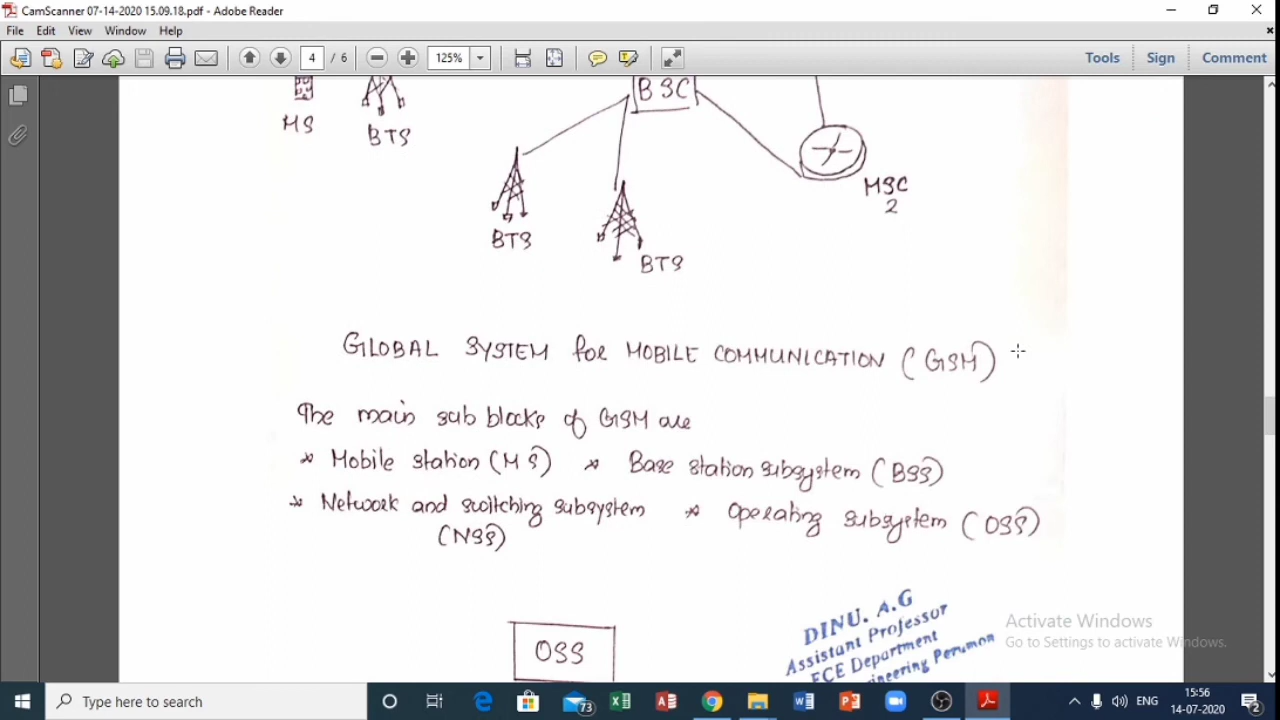 CamScanner 07-14-2020 15.09.18.pdf - Adobe Reader
File Edit View Window Help
4 / 6 125% Tools Sign Comment
BSC
MS
BTS
MSC
2
BTS
BTS
GLOBAL SYSTEM for MOBILE COMMUNICATION (GSM)
The main sub blocks of GSM are
* Mobile station (MS) * Base station subsystem (BSS)
* Network and switching subsystem * Operating subsystem (OSS)
(NSS)
DINU. A.G
Assistant Professor
ECE Department
Perumon
OSS
Activate Windows
Go to Settings to activate Windows.
Type here to search
73
ENG
15:56
14-07-2020
2